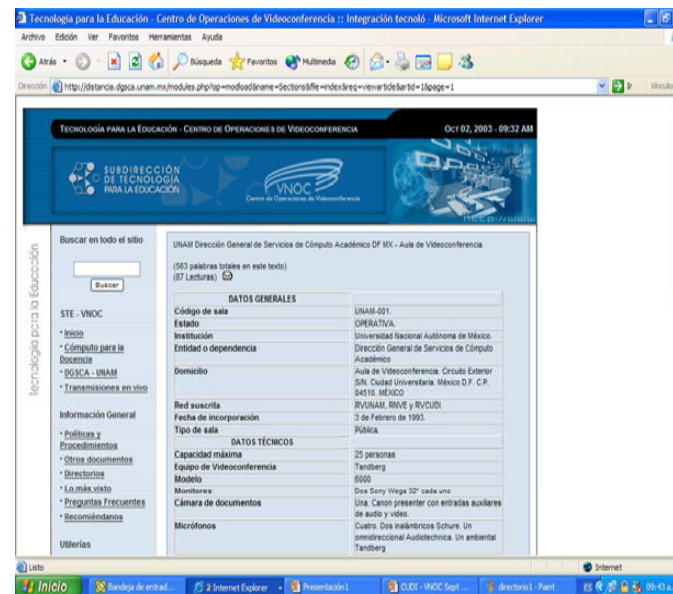 Tecnología para la Educación - Centro de Operaciones de Videoconferencia :: Integración tecnoló - Microsoft Internet Explorer
Archivo Edición Ver Favoritos Herramientas Ayuda
Atrás Búsqueda Favoritos Multimedia
Dirección http://distancia.dgsca.unam.mx/modules.php?op=modload&name=Sections&file=index&req=viewarticle&artid=18page=1 Ir Vínculos
TECNOLOGÍA PARA LA EDUCACIÓN - CENTRO DE OPERACIONES DE VIDEOCONFERENCIA OCT 02, 2003 - 09:32 AM
SUBDIRECCIÓN
DE TECNOLOGÍA
PARA LA EDUCACIÓN
VNOC
Centro de Operaciones de Videoconferencia
Tecnología para la Educación
Buscar en todo el sitio
Buscar
STE - VNOC
· Inicio
· Cómputo para la
Docencia
· DGSCA - UNAM
· Transmisiones en vivo
Información General
· Políticas y
Procedimientos
· Otros documentos
· Directorios
· Lo más visto
· Preguntas Frecuentes
· Recomiéndanos
Utilerías
UNAM Dirección General de Servicios de Cómputo Académico DF MX - Aula de Videoconferencia
(563 palabras totales en este texto)
(87 Lecturas)
DATOS GENERALES
Código de sala UNAM-001.
Estado OPERATIVA.
Institución Universidad Nacional Autónoma de México.
Entidad o dependencia Dirección General de Servicios de Cómputo
Académico
Domicilio Aula de Videoconferencia. Circuito Exterior
S/N. Ciudad Universitaria. México D.F. C.P.
04510. MÉXICO
Red suscrita RVUNAM, RNVE y RVCUDI.
Fecha de incorporación 3 de Febrero de 1993.
Tipo de sala Pública.
DATOS TÉCNICOS
Capacidad máxima 25 personas
Equipo de Videoconferencia Tandberg
Modelo 6000
Monitores Dos Sony Wega 32" cada uno
Cámara de documentos Una. Canon presenter con entradas auxiliares
de audio y video.
Micrófonos Cuatro. Dos inalámbricos Schure. Un
omnidireccional Audiotechnica. Un ambiental
Tandberg
Listo Internet
Inicio Bandeja de entrad... 2 Internet Explorer Presentación1 CUDI - VNOC Sept ... directorio1 - Paint ES 09:43 a.